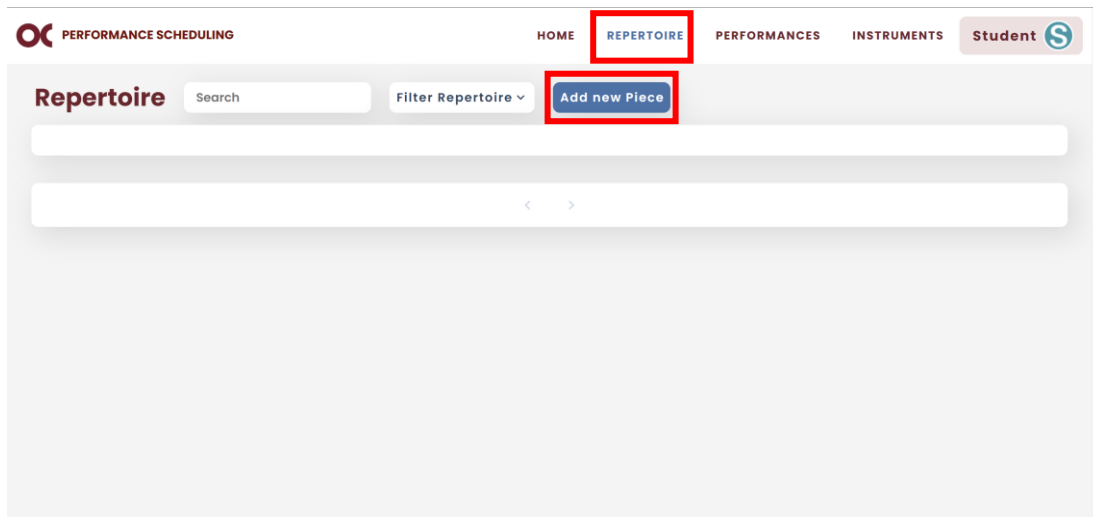 OC PERFORMANCE SCHEDULING HOME REPERTOIRE PERFORMANCES INSTRUMENTS Student S
Repertoire Search Filter Repertoire Add new Piece